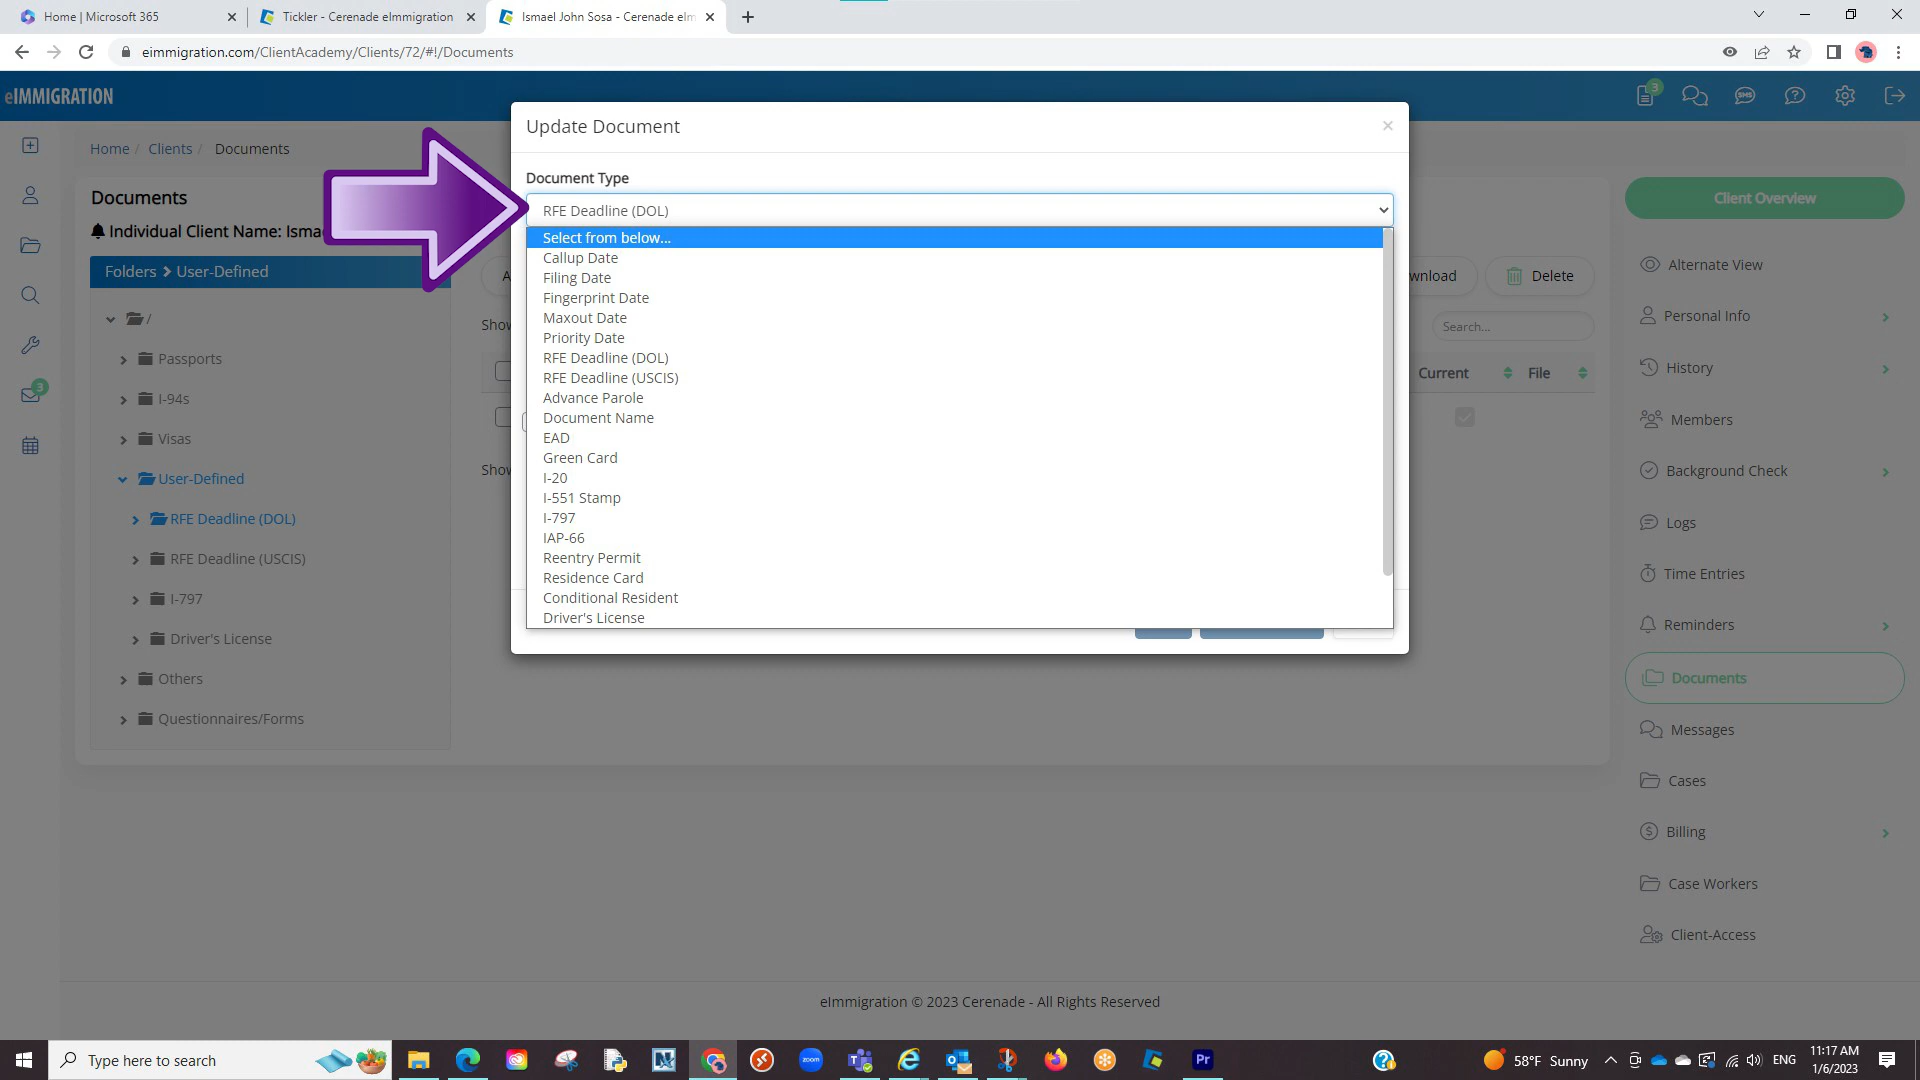 Home | Microsoft 365
Tickler - Cerenade eImmigration
Ismael John Sosa - Cerenade eIm
eimmigration.com/ClientAcademy/Clients/72/#!/Documents
eIMMIGRATION
3
SMS
Home / Clients / Documents
Documents
Individual Client Name: Isma
Folders > User-Defined
/
Passports
I-94s
Visas
User-Defined
RFE Deadline (DOL)
RFE Deadline (USCIS)
I-797
Driver's License
Others
Questionnaires/Forms
3
Update Document
×
Document Type
RFE Deadline (DOL)
Select from below...
Callup Date
Filing Date
Fingerprint Date
Maxout Date
Priority Date
RFE Deadline (DOL)
RFE Deadline (USCIS)
Advance Parole
Document Name
EAD
Green Card
I-20
I-551 Stamp
I-797
IAP-66
Reentry Permit
Residence Card
Conditional Resident
Driver's License
A
Show
Show
wnload
Delete
Search...
Current
File
Client Overview
Alternate View
Personal Info
History
Members
Background Check
Logs
Time Entries
Reminders
Documents
Messages
Cases
Billing
Case Workers
Client-Access
eImmigration © 2023 Cerenade - All Rights Reserved
Type here to search
zoom
Pr
58°F Sunny
ENG
11:17 AM
1/6/2023